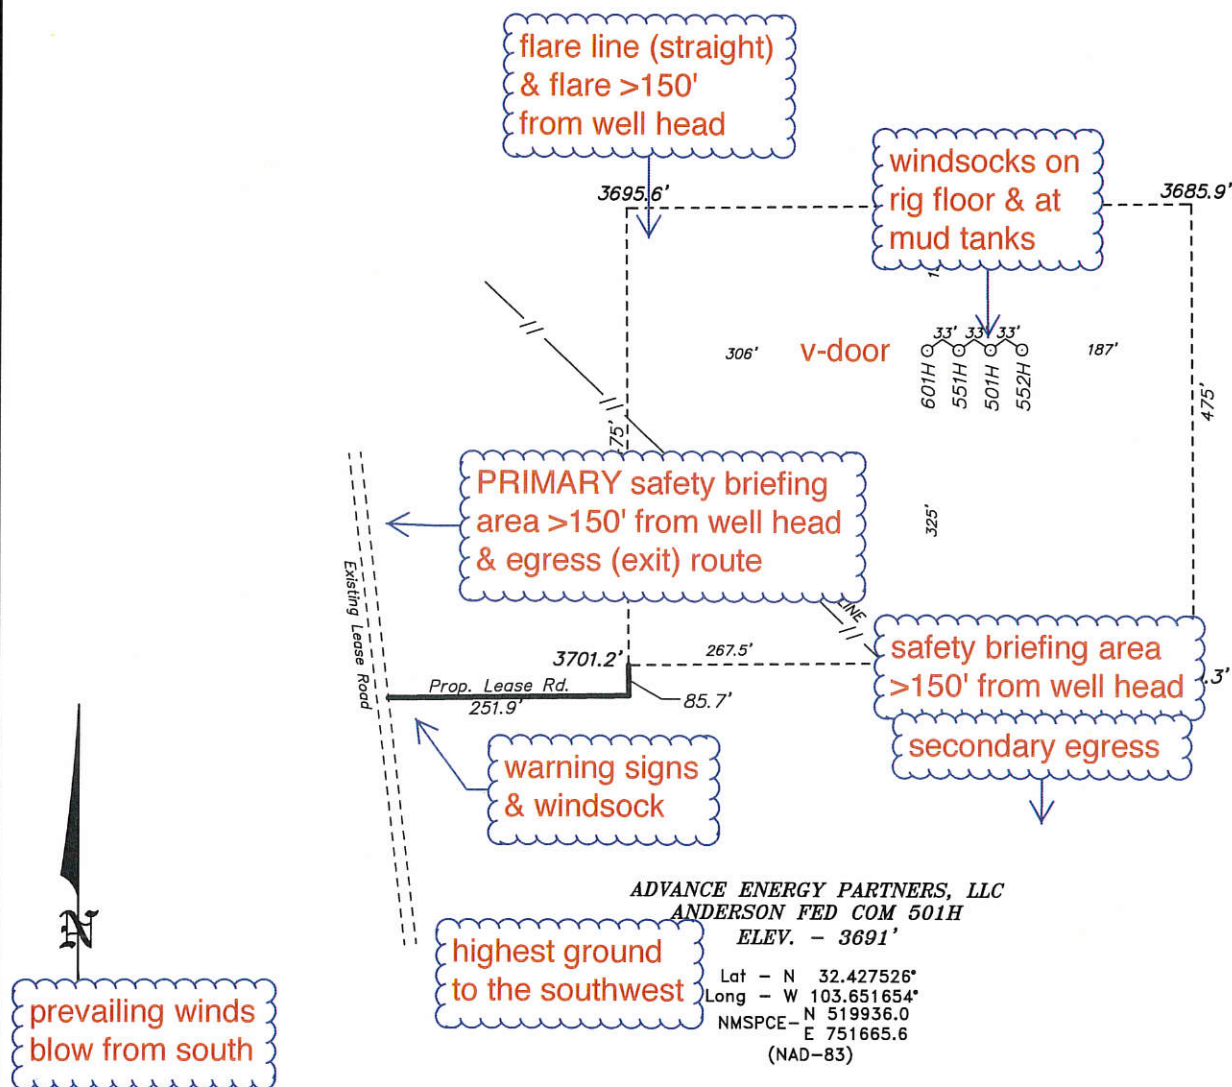 flare line (straight)
& flare >150'
from well head
windsocks on
rig floor & at
mud tanks
3695.6'
3685.9'
33' 33' 33'
306'
v-door
187'
601H
551H
501H
552H
475'
PRIMARY safety briefing
area >150' from well head
& egress (exit) route
325'
Existing Lease Road
LINE
safety briefing area
>150' from well head
secondary egress
3701.2'
267.5'
Prop. Lease Rd.
251.9'
85.7'
warning signs
& windsock
N
ADVANCE ENERGY PARTNERS, LLC
ANDERSON FED COM 501H
ELEV. - 3691'
highest ground
to the southwest
Lat - N 32.427526°
Long - W 103.651654°
NMSPCE- N 519936.0
E 751665.6
(NAD-83)
prevailing winds
blow from south